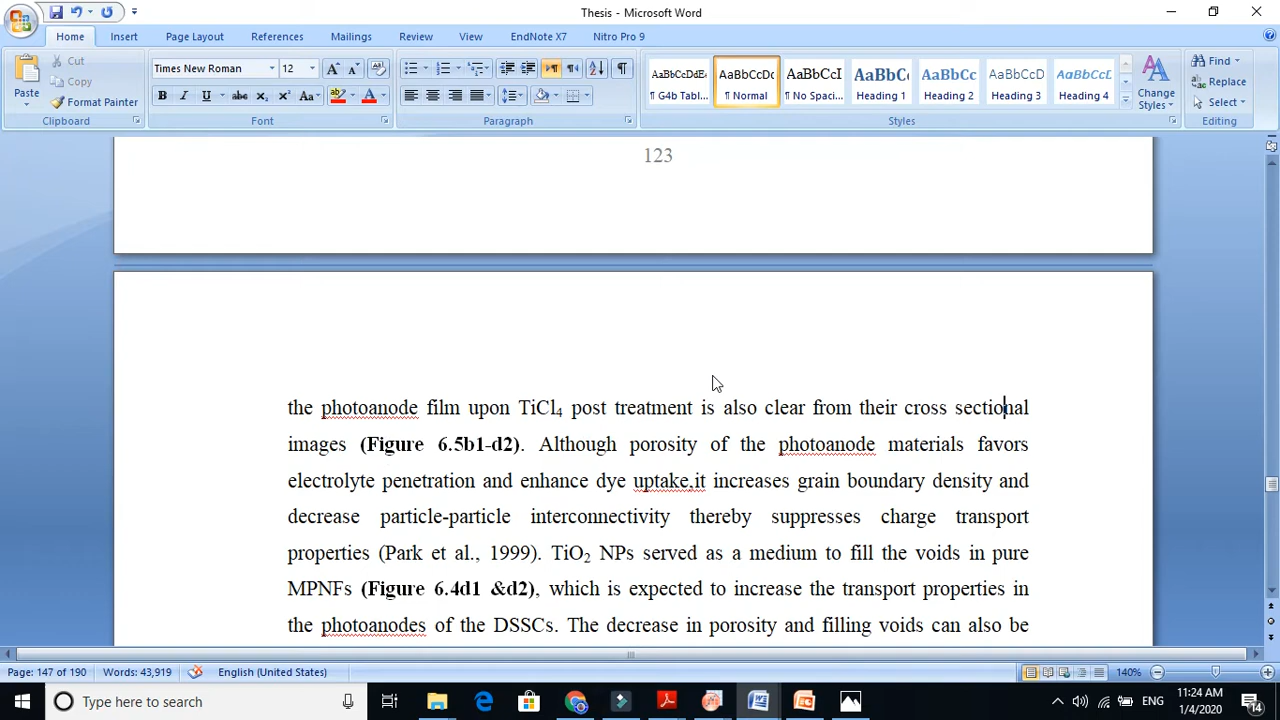 Thesis - Microsoft Word
Home Insert Page Layout References Mailings Review View EndNote X7 Nitro Pro 9
Paste
Cut
Copy
Format Painter
Clipboard
Times New Roman 12
Font
Paragraph
AaBbCcDdEe AaBbCcDc AaBbCcI AaBbC AaBbCc AaBbCcDd AaBbCcL
¶ G4b Tabl... ¶ Normal ¶ No Spaci... Heading 1 Heading 2 Heading 3 Heading 4
Change Styles
Styles
Find
Replace
Select
Editing
123
the photoanode film upon TiCl₄ post treatment is also clear from their cross sectional
images (Figure 6.5b1-d2). Although porosity of the photoanode materials favors
electrolyte penetration and enhance dye uptake,it increases grain boundary density and
decrease particle-particle interconnectivity thereby suppresses charge transport
properties (Park et al., 1999). TiO₂ NPs served as a medium to fill the voids in pure
MPNFs (Figure 6.4d1 &d2), which is expected to increase the transport properties in
the photoanodes of the DSSCs. The decrease in porosity and filling voids can also be
Page: 147 of 190 Words: 43,919 English (United States) 140%
Type here to search
ENG
11:24 AM
1/4/2020
14